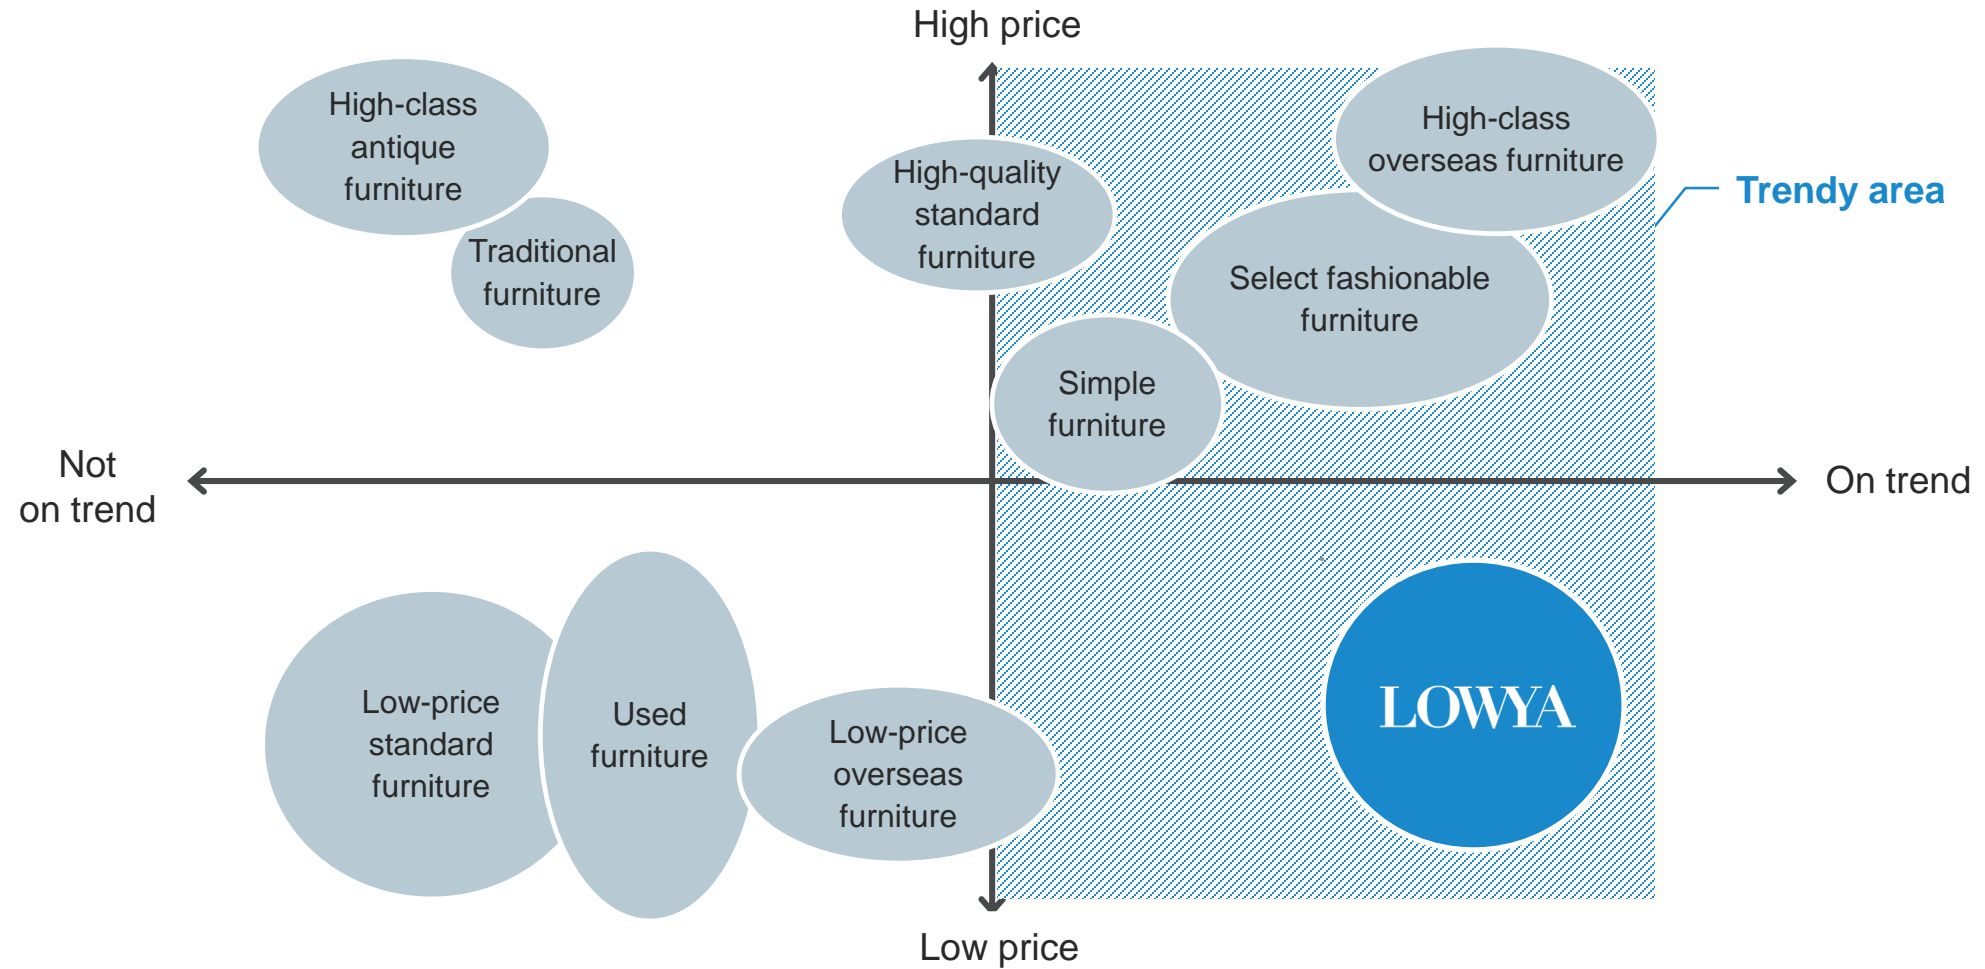 High price
High-class
antique
furniture
Traditional
furniture
High-quality
standard
furniture
High-class
overseas furniture
Trendy area
Select fashionable
furniture
Simple
furniture
Not
on trend
On trend
Low-price
standard
furniture
Used
furniture
Low-price
overseas
furniture
LOWYA
Low price